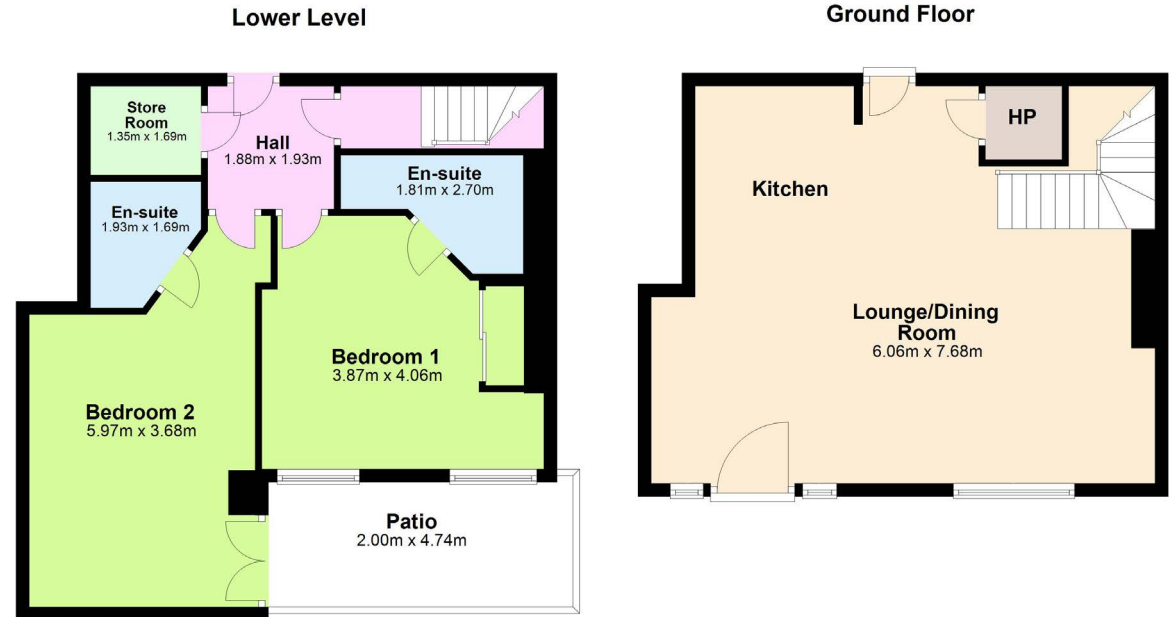 Lower Level
Store
Room
1.35m x 1.69m
Hall
1.88m x 1.93m
En-suite
1.81m x 2.70m
En-suite
1.93m x 1.69m
Bedroom 1
3.87m x 4.06m
Bedroom 2
5.97m x 3.68m
Patio
2.00m x 4.74m
Ground Floor
HP
Kitchen
Lounge/Dining
Room
6.06m x 7.68m